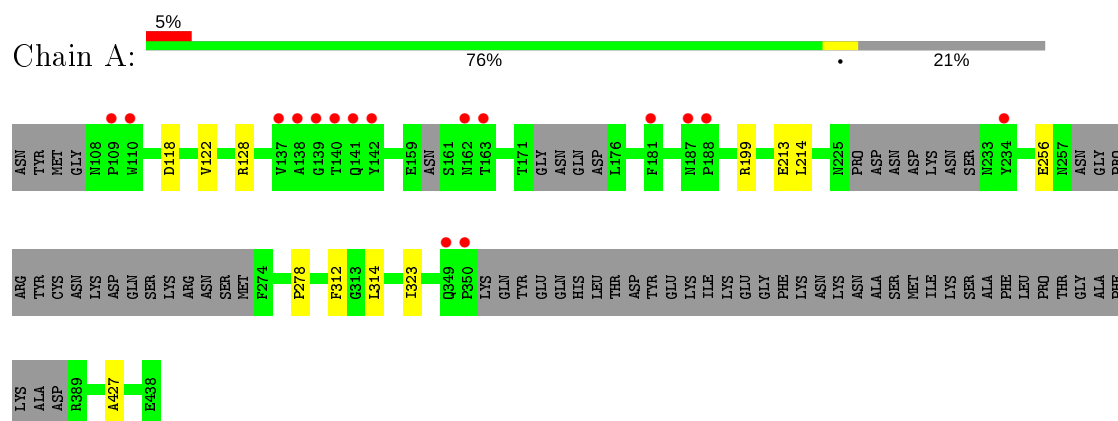 5%
Chain A:
76% • 21%
ASN TYR MET GLY N108 P109 W110 D118 V122 R128 V137 A138 G139 T140 Q141 Y142 E159 ASN S161 N162 T163 T171 GLY ASN GLN ASP L176 F181 N187 P188 R199 E213 L214 N225 PRO ASP ASN ASP LYS ASN SER N233 Y234 E256 N257 ASN GLY PRO
ARG TYR CYS ASN LYS ASP GLN SER LYS ARG ASN SER MET F274 P278 F312 G313 L314 I323 Q349 P350 LYS GLN TYR GLU GLN HIS LEU THR ASP TYR GLU LYS ILE LYS GLU GLY PHE LYS ASN LYS ASN ALA SER MET ILE LYS SER ALA PHE LEU PRO THR GLY ALA PHE
LYS ALA ASP R389 A427 E438